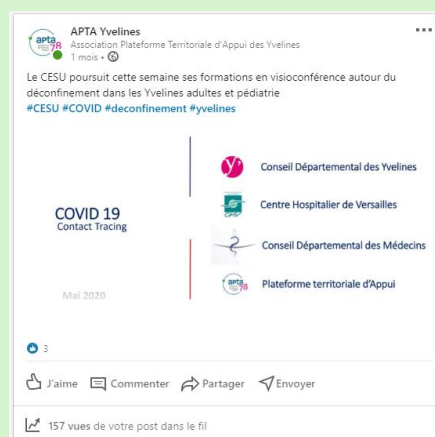 APTA Yvelines
Association Plateforme Territoriale d'Appui des Yvelines
1 mois •
Le CESU poursuit cette semaine ses formations en visioconférence autour du
déconfinement dans les Yvelines adultes et pédiatrie
#CESU #COVID #deconfinement #yvelines
COVID 19
Contact Tracing
Mai 2020
Conseil Départemental des Yvelines
Centre Hospitalier de Versailles
Conseil Départemental des Médecins
apta 78
Plateforme territoriale d'Appui
3
J'aime
Commenter
Partager
Envoyer
157 vues de votre post dans le fil